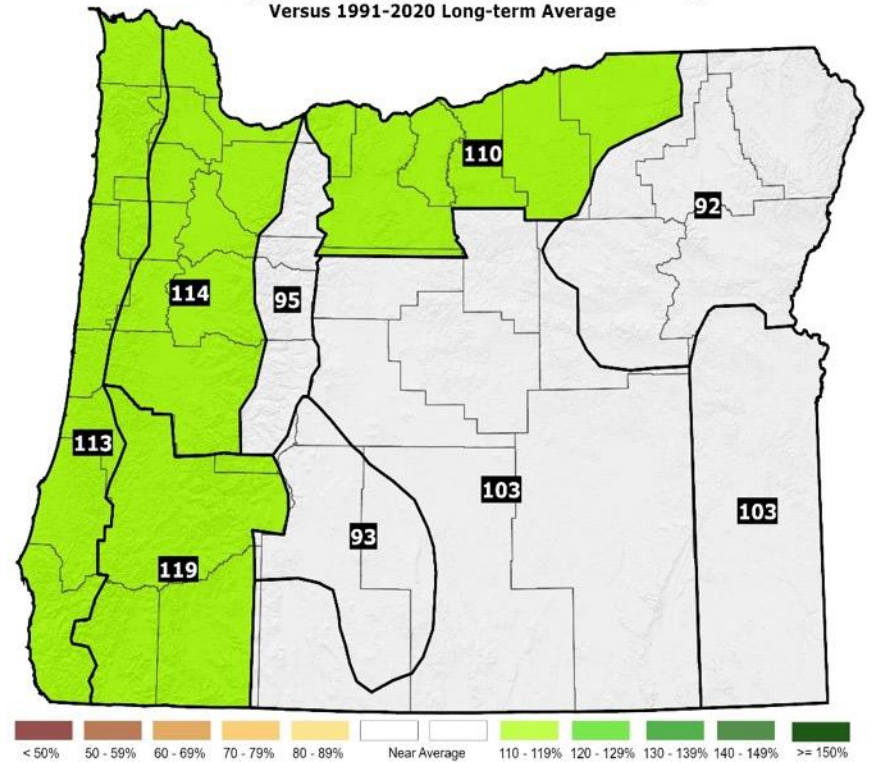 Versus 1991-2020 Long-term Average
110
92
114
95
113
103
103
93
119
< 50%
50 - 59%
60 - 69%
70 - 79%
80 - 89%
Near Average
110 - 119%
120 - 129%
130 - 139%
140 - 149%
>= 150%